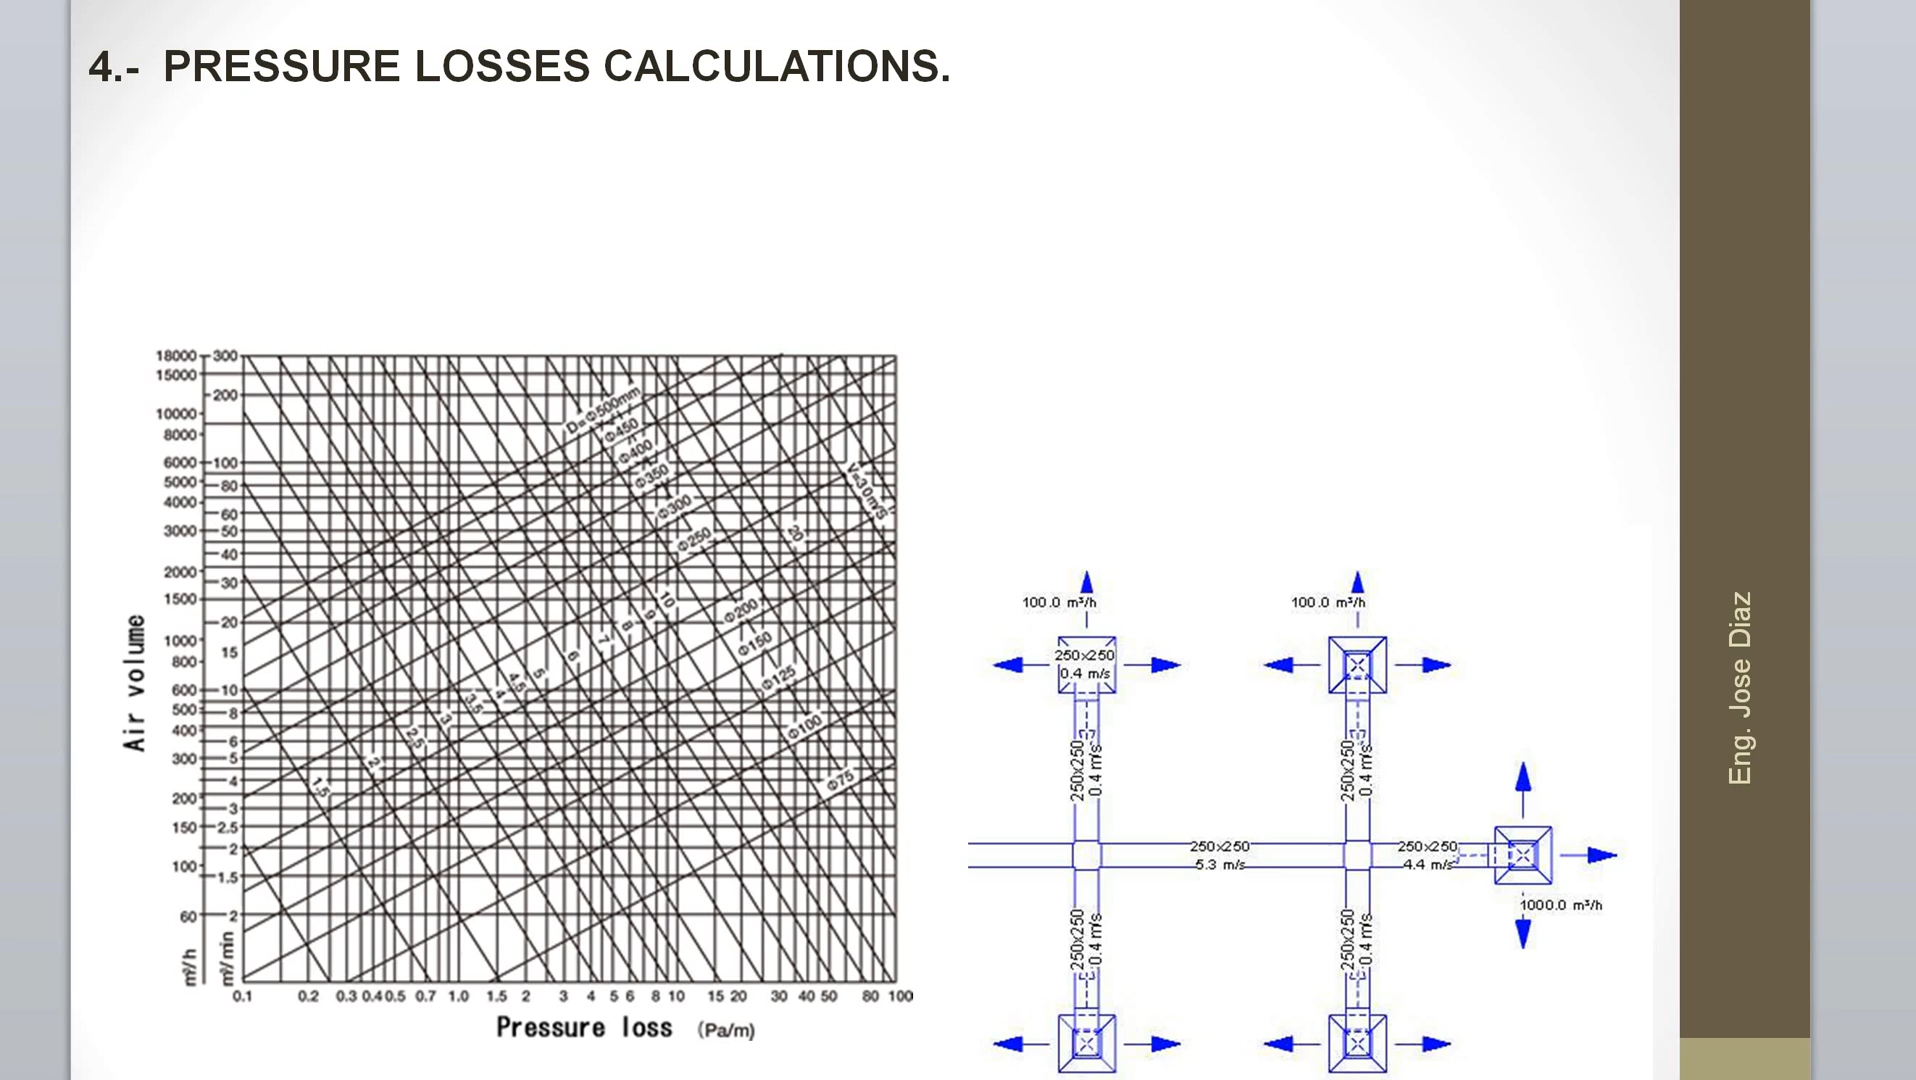 4.- PRESSURE LOSSES CALCULATIONS.
18000
15000
10000
8000
6000
5000
4000
3000
2000
1500
1000
800
600
500
400
300
200
150
100
60
m³/h
300
200
100
80
60
50
40
30
20
15
10
8
6
5
4
3
2.5
2
1.5
2
m³/min
Air volume
D=Φ500mm
Φ450
Φ400
Φ350
Φ300
Φ250
Φ200
Φ150
Φ125
Φ100
Φ75
V=30m/S
20
10
9
8
7
6
5
4.5
4
3.5
3
2.5
2
1.5
0.1 0.2 0.3 0.4 0.5 0.7 1.0 1.5 2 3 4 5 6 8 10 15 20 30 40 50 80 100
Pressure loss (Pa/m)
100.0 m³/h
100.0 m³/h
250x250
0.4 m/s
250x250
0.4 m/s
250x250
0.4 m/s
250x250
5.3 m/s
250x250
4.4 m/s
1000.0 m³/h
250x250
0.4 m/s
250x250
0.4 m/s
Eng. Jose Diaz